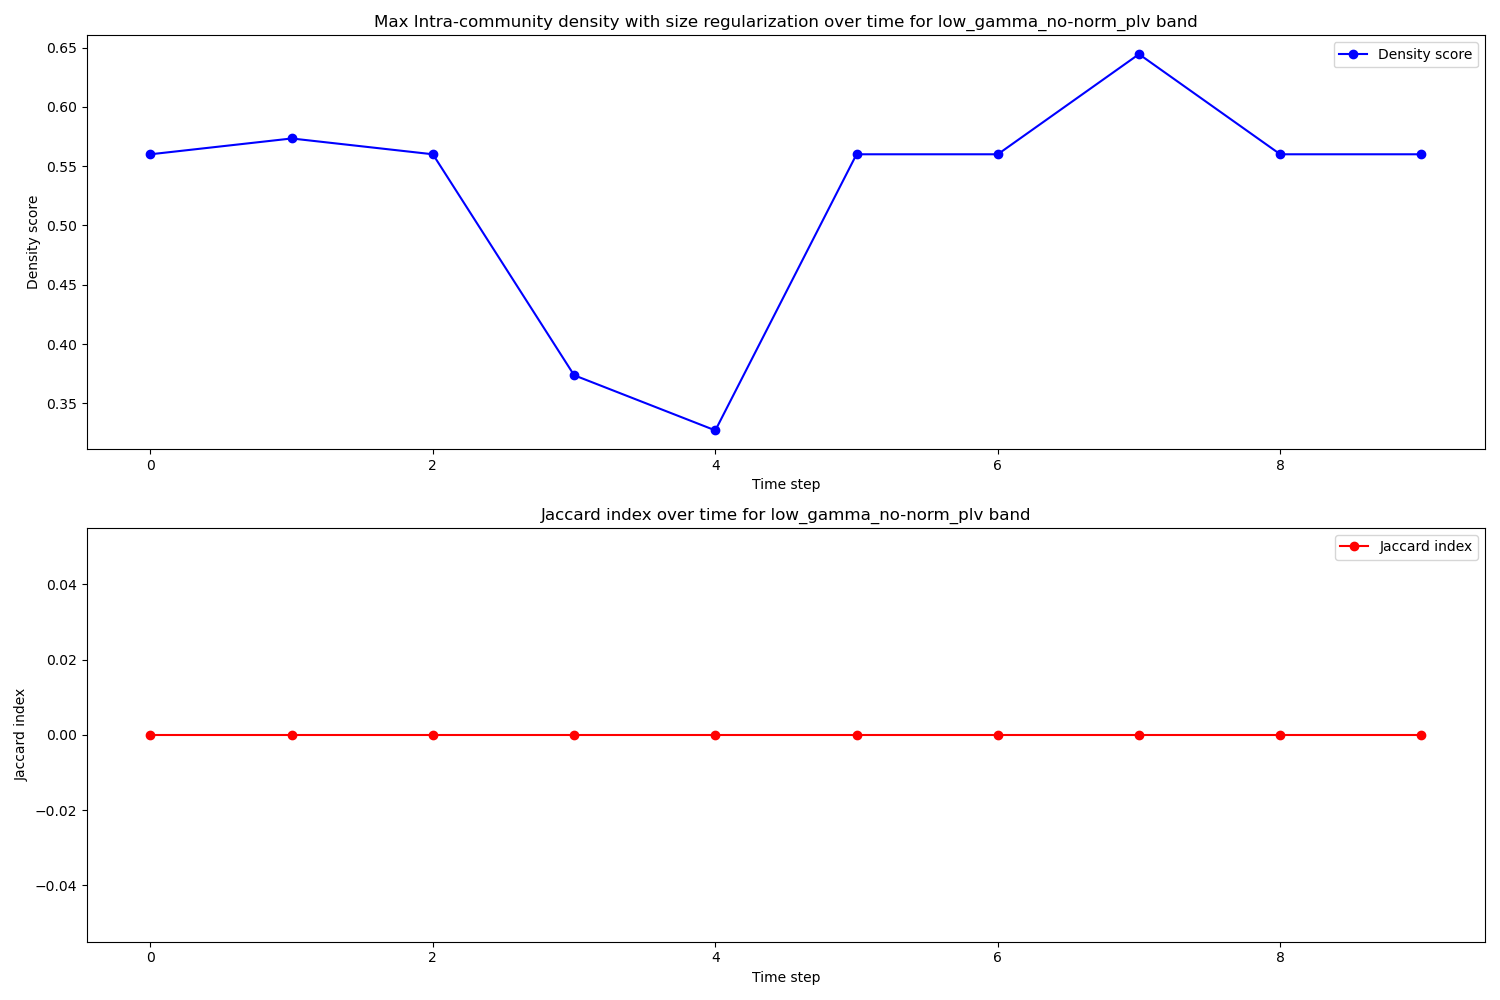 Max Intra-community density with size regularization over time for low_gamma_no-norm_plv band
Density score
0.65
0.60
0.55
0.50
0.45
0.40
0.35
Density score
0 2 4 6 8
Time step
Jaccard index over time for low_gamma_no-norm_plv band
Jaccard index
0.04
0.02
0.00
−0.02
−0.04
Jaccard index
0 2 4 6 8
Time step